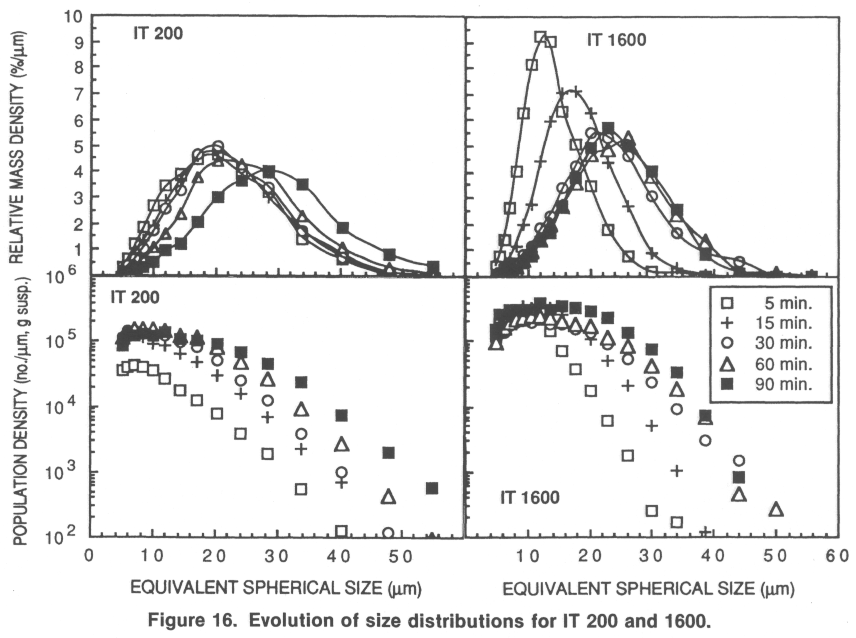 IT 200
IT 1600
RELATIVE MASS DENSITY (%/µm)
10
9
8
7
6
5
4
3
2
1
10 6
IT 200
5 min.
15 min.
30 min.
60 min.
90 min.
POPULATION DENSITY (no./µm, g susp.)
10 5
10 4
10 3
10 2
IT 1600
0 10 20 30 40 50 0 10 20 30 40 50 60
EQUIVALENT SPHERICAL SIZE (µm) EQUIVALENT SPHERICAL SIZE (µm)
Figure 16. Evolution of size distributions for IT 200 and 1600.